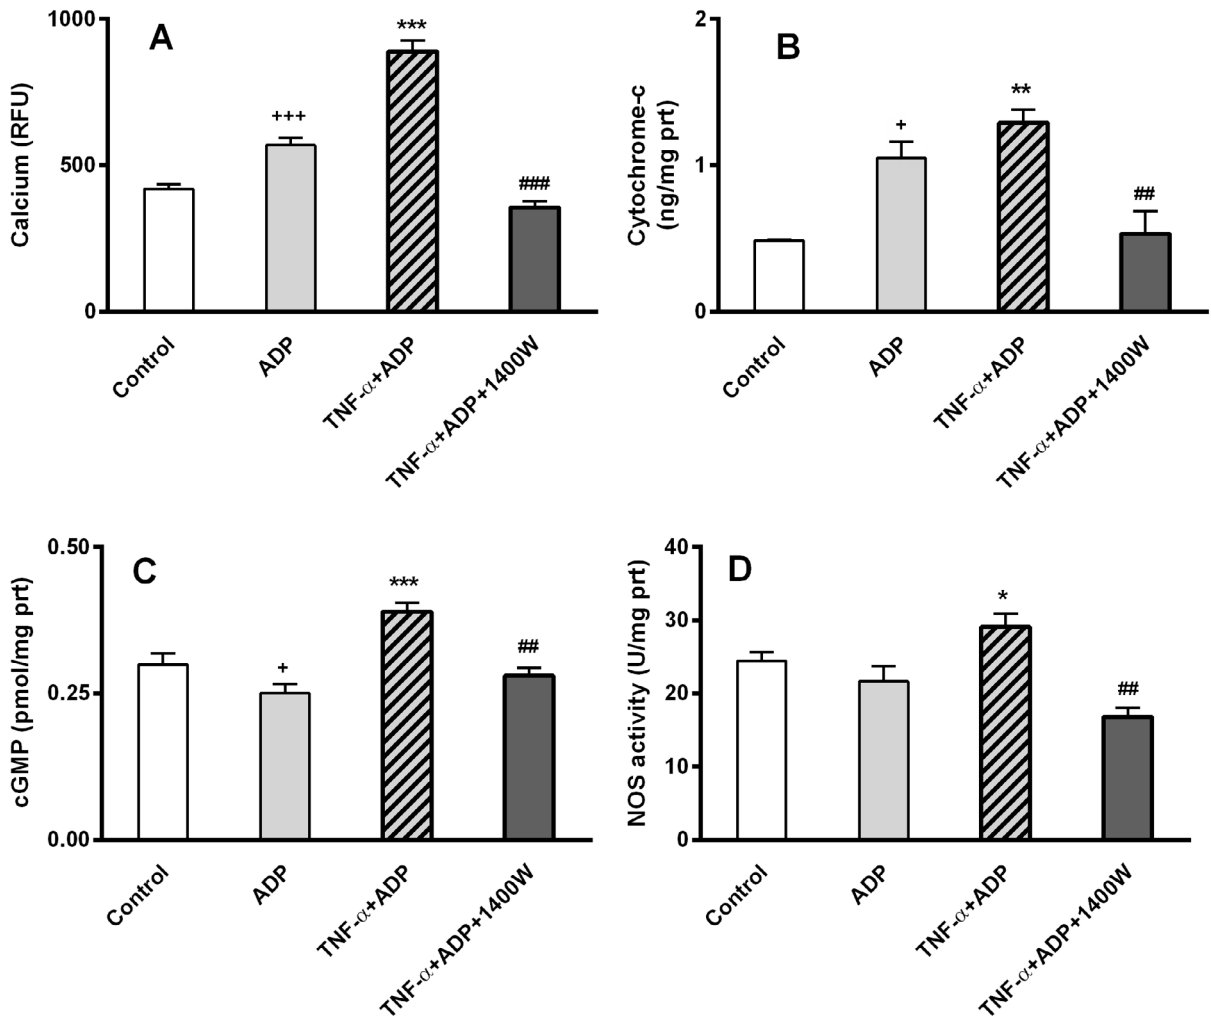 A
Calcium (RFU)
1000
500
0
+++
***
###
Control
ADP
TNF-α+ADP
TNF-α+ADP+1400W
B
Cytochrome-c
(ng/mg prt)
2
1
0
+
**
##
Control
ADP
TNF-α+ADP
TNF-α+ADP+1400W
C
cGMP (pmol/mg prt)
0.50
0.25
0.00
+
***
##
Control
ADP
TNF-α+ADP
TNF-α+ADP+1400W
D
NOS activity (U/mg prt)
40
30
20
10
0
*
##
Control
ADP
TNF-α+ADP
TNF-α+ADP+1400W